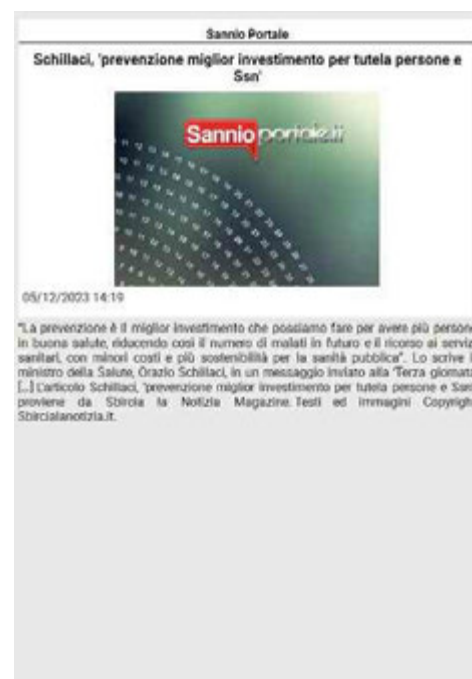 Sannio Portale
Schillaci, 'prevenzione miglior investimento per tutela persone e
Ssn'
Sannioportale.it
05/12/2023 14:19
"La prevenzione è il miglior investimento che possiamo fare per avere più person
in buona salute, riducendo così il numero di malati in futuro e il ricorso ai serviz
sanitari, con minori costi e più sostenibilità per la sanità pubblica". Lo scrive i
ministro della Salute, Orazio Schillaci, in un messaggio inviato alla 'Terza giornata
[...] L'articolo Schillaci, 'prevenzione miglior investimento per tutela persone e Ssn
proviene da Sbircia la Notizia Magazine. Testi ed immagini Copyrigh
Sbircialanotizia.it.